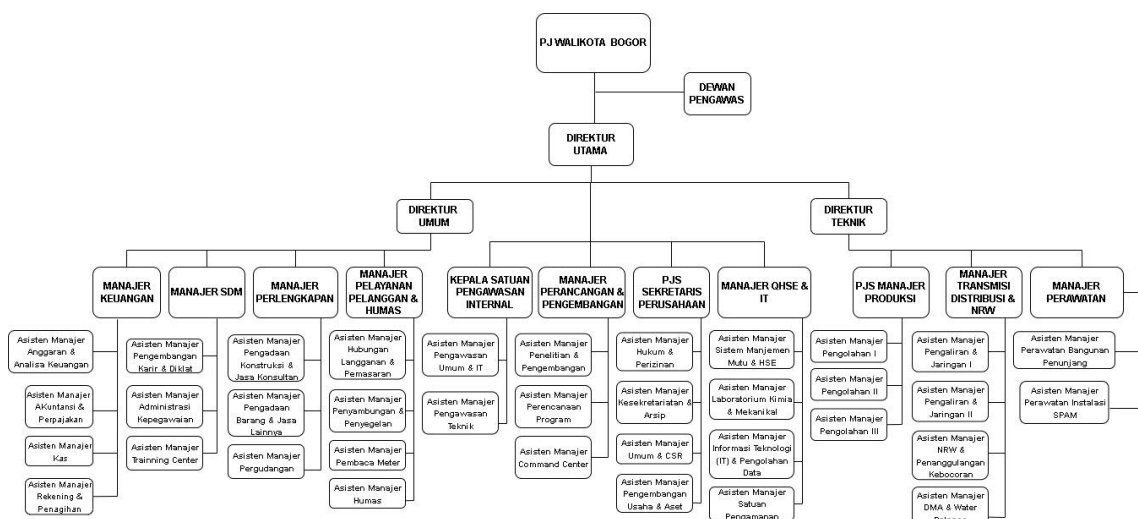 PJ WALIKOTA BOGOR
DEWAN
PENGAWAS
DIREKTUR
UTAMA
DIREKTUR
UMUM
DIREKTUR
TEKNIK
MANAJER
KEUANGAN
MANAJER SDM
MANAJER
PERLENGKAPAN
MANAJER
PELAYANAN
PELANGGAN &
HUMAS
KEPALA SATUAN
PENGAWASAN
INTERNAL
MANAJER
PERANCANGAN &
PENGEMBANGAN
PJS
SEKRETARIS
PERUSAHAAN
MANAJER QHSE &
IT
PJS MANAJER
PRODUKSI
MANAJER
TRANSMISI
DISTRIBUSI &
NRW
MANAJER
PERAWATAN
Asisten Manajer
Anggaran &
Analisa Keuangan
Asisten Manajer
AKuntansi &
Perpajakan
Asisten Manajer
Kas
Asisten Manajer
Rekening &
Penagihan
Asisten Manajer
Pengembangan
Karir & Diklat
Asisten Manajer
Administrasi
Kepegawaian
Asisten Manajer
Trainning Center
Asisten Manajer
Pengadaan
Konstruksi &
Jasa Konsultan
Asisten Manajer
Pengadaan
Barang & Jasa
Lainnya
Asisten Manajer
Pergudangan
Asisten Manajer
Hubungan
Langganan &
Pemasaran
Asisten Manajer
Penyambungan &
Penyegelan
Asisten Manajer
Pembaca Meter
Asisten Manajer
Humas
Asisten Manajer
Pengawasan
Umum & IT
Asisten Manajer
Pengawasan
Teknik
Asisten Manajer
Penelitian &
Pengembangan
Asisten Manajer
Perencanaan
Program
Asisten Manajer
Command Center
Asisten Manajer
Hukum &
Perizinan
Asisten Manajer
Kesekretariatan &
Arsip
Asisten Manajer
Umum & CSR
Asisten Manajer
Pengembangan
Usaha & Aset
Asisten Manajer
Sistem Manjemen
Mutu & HSE
Asisten Manajer
Laboratorium Kimia
& Mekanikal
Asisten Manajer
Informasi Teknologi
(IT) & Pengolahan
Data
Asisten Manajer
Satuan
Pengamanan
Asisten Manajer
Pengolahan I
Asisten Manajer
Pengolahan II
Asisten Manajer
Pengolahan III
Asisten Manajer
Pengaliran &
Jaringan I
Asisten Manajer
Pengaliran &
Jaringan II
Asisten Manajer
NRW &
Penanggulangan
Kebocoran
Asisten Manajer
DMA & Water
Asisten Manajer
Perawatan Bangunan
Penunjang
Asisten Manajer
Perawatan Instalasi
SPAM